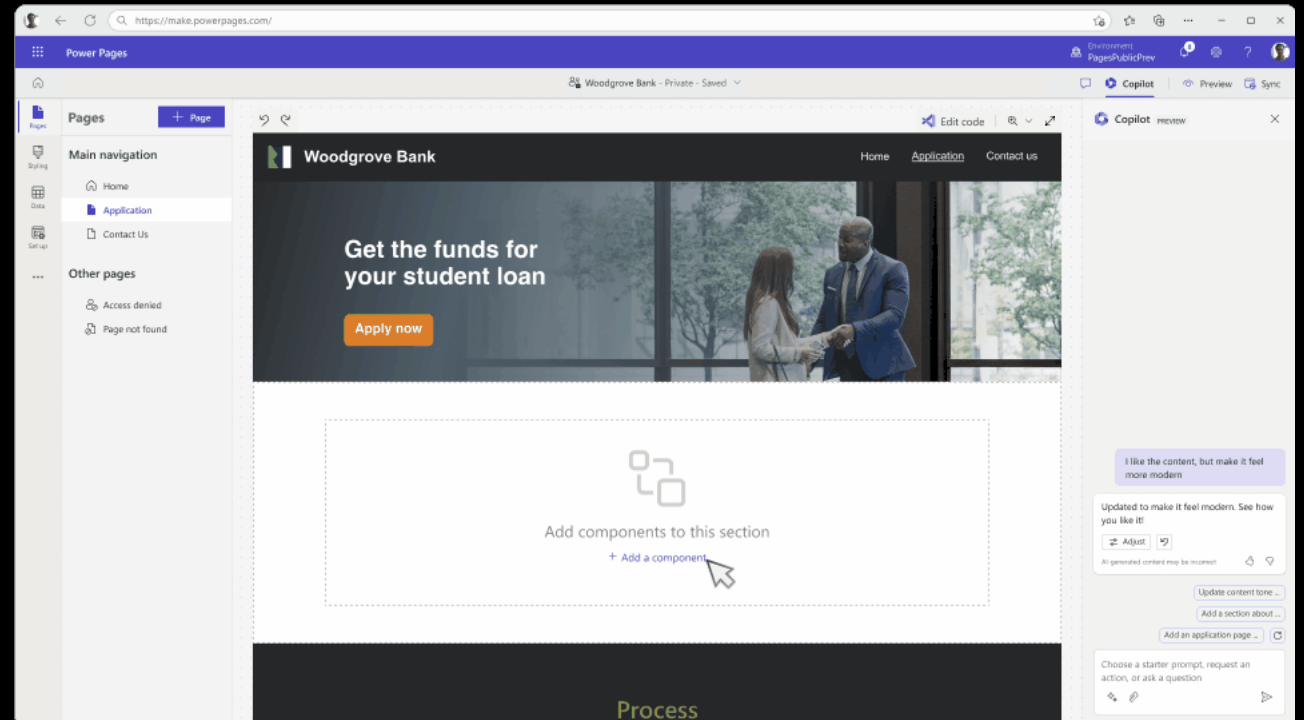 https://make.powerpages.com/
Power Pages
Environment
PagesPublicPrev
Woodgrove Bank - Private - Saved
Copilot
Preview
Sync
Pages
Styling
Data
Set up
Pages
+ Page
Main navigation
Home
Application
Contact Us
Other pages
Access denied
Page not found
Edit code
Woodgrove Bank
Home
Application
Contact us
Get the funds for
your student loan
Apply now
Add components to this section
+ Add a component
Process
Copilot PREVIEW
I like the content, but make it feel
more modern
Updated to make it feel modern. See how
you like it!
Adjust
AI generated content may be incorrect
Update content tone ...
Add a section about ...
Add an application page ...
Choose a starter prompt, request an
action, or ask a question